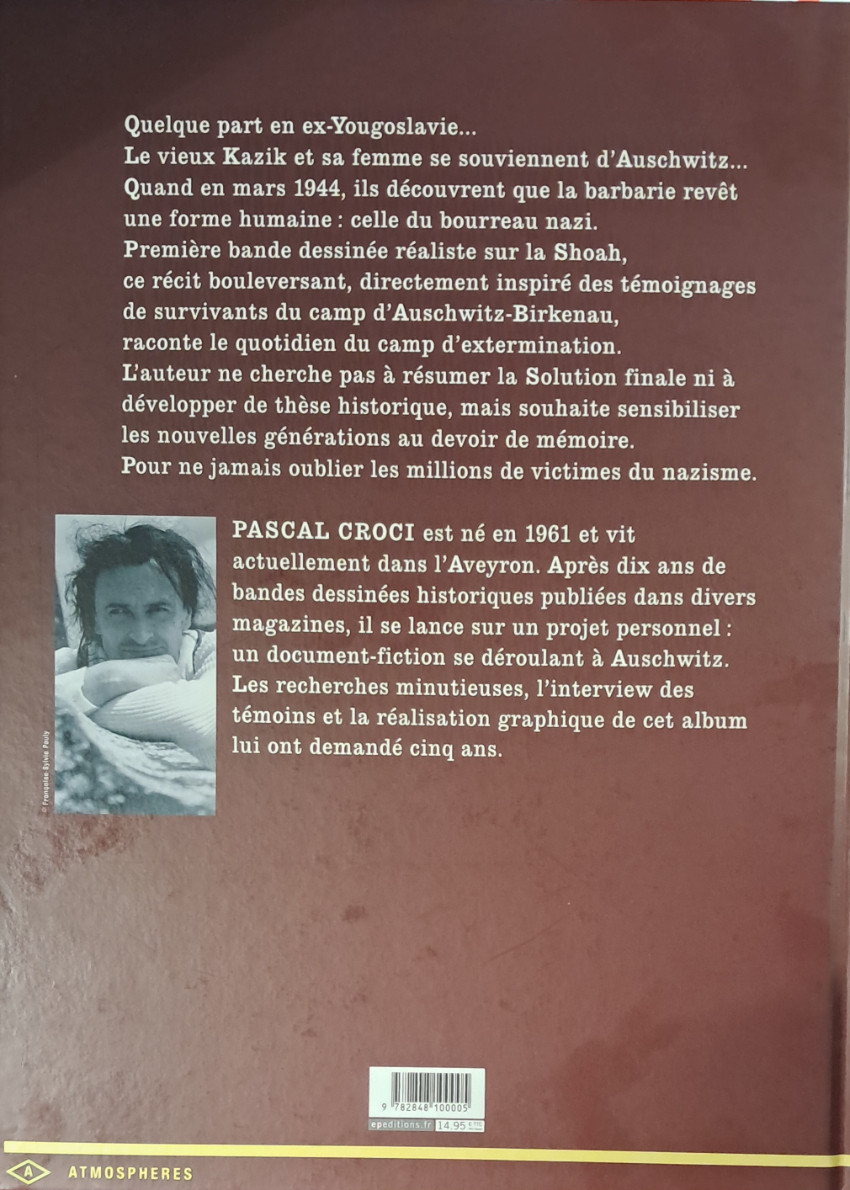 Quelque part en ex-Yougoslavie...
Le vieux Kazik et sa femme se souviennent d'Auschwitz...
Quand en mars 1944, ils découvrent que la barbarie revêt
une forme humaine : celle du bourreau nazi.
Première bande dessinée réaliste sur la Shoah,
ce récit bouleversant, directement inspiré des témoignages
de survivants du camp d'Auschwitz-Birkenau,
raconte le quotidien du camp d'extermination.
L'auteur ne cherche pas à résumer la Solution finale ni à
développer de thèse historique, mais souhaite sensibiliser
les nouvelles générations au devoir de mémoire.
Pour ne jamais oublier les millions de victimes du nazisme.
PASCAL CROCI est né en 1961 et vit
actuellement dans l'Aveyron. Après dix ans de
bandes dessinées historiques publiées dans divers
magazines, il se lance sur un projet personnel :
un document-fiction se déroulant à Auschwitz.
Les recherches minutieuses, l'interview des
témoins et la réalisation graphique de cet album
lui ont demandé cinq ans.
© Françoise-Sylvie Pauly
9 782848 100005
epeditions.fr 14.95 € TTC
A ATMOSPHERES